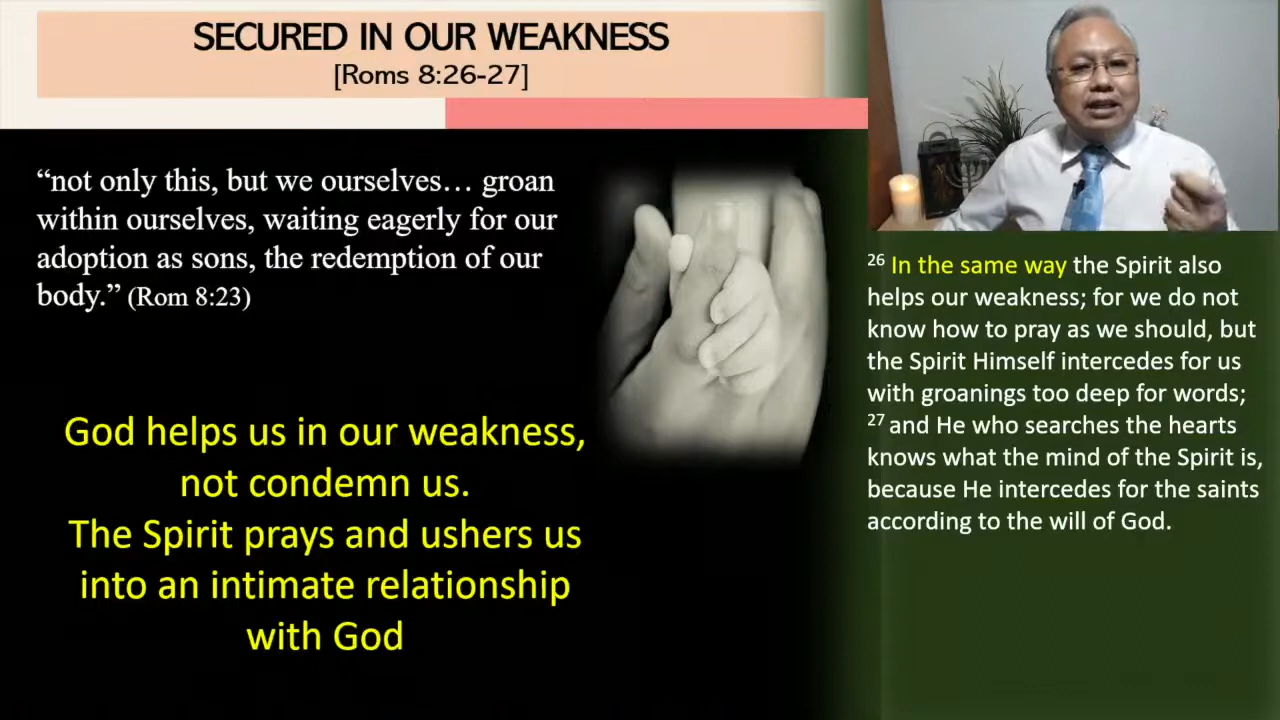 SECURED IN OUR WEAKNESS
[Roms 8:26-27]
“not only this, but we ourselves… groan
within ourselves, waiting eagerly for our
adoption as sons, the redemption of our
body.” (Rom 8:23)
God helps us in our weakness,
not condemn us.
The Spirit prays and ushers us
into an intimate relationship
with God
26 In the same way the Spirit also
helps our weakness; for we do not
know how to pray as we should, but
the Spirit Himself intercedes for us
with groanings too deep for words;
27 and He who searches the hearts
knows what the mind of the Spirit is,
because He intercedes for the saints
according to the will of God.